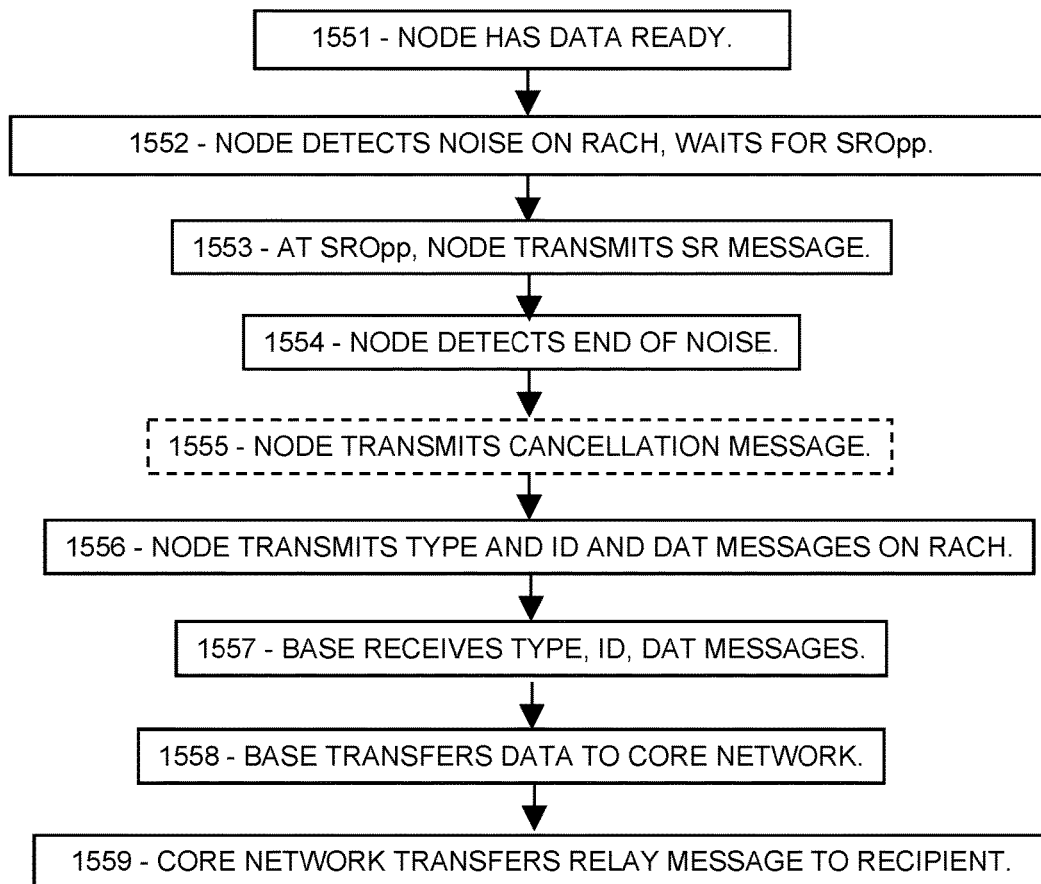 1551 - NODE HAS DATA READY.
1552 - NODE DETECTS NOISE ON RACH, WAITS FOR SROpp.
1553 - AT SROpp, NODE TRANSMITS SR MESSAGE.
1554 - NODE DETECTS END OF NOISE.
1555 - NODE TRANSMITS CANCELLATION MESSAGE.
1556 - NODE TRANSMITS TYPE AND ID AND DAT MESSAGES ON RACH.
1557 - BASE RECEIVES TYPE, ID, DAT MESSAGES.
1558 - BASE TRANSFERS DATA TO CORE NETWORK.
1559 - CORE NETWORK TRANSFERS RELAY MESSAGE TO RECIPIENT.